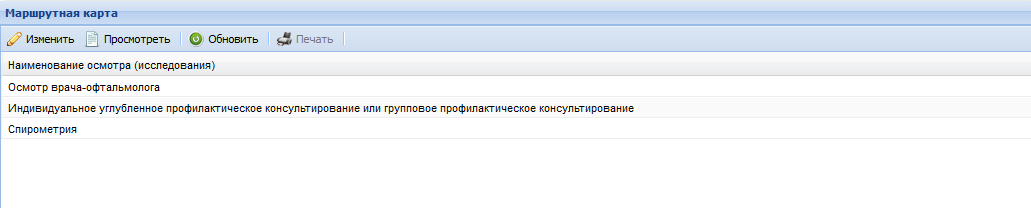 Маршрутная карта
Изменить Просмотреть Обновить Печать
Наименование осмотра (исследования)
Осмотр врача-офтальмолога
Индивидуальное углубленное профилактическое консультирование или групповое профилактическое консультирование
Спирометрия